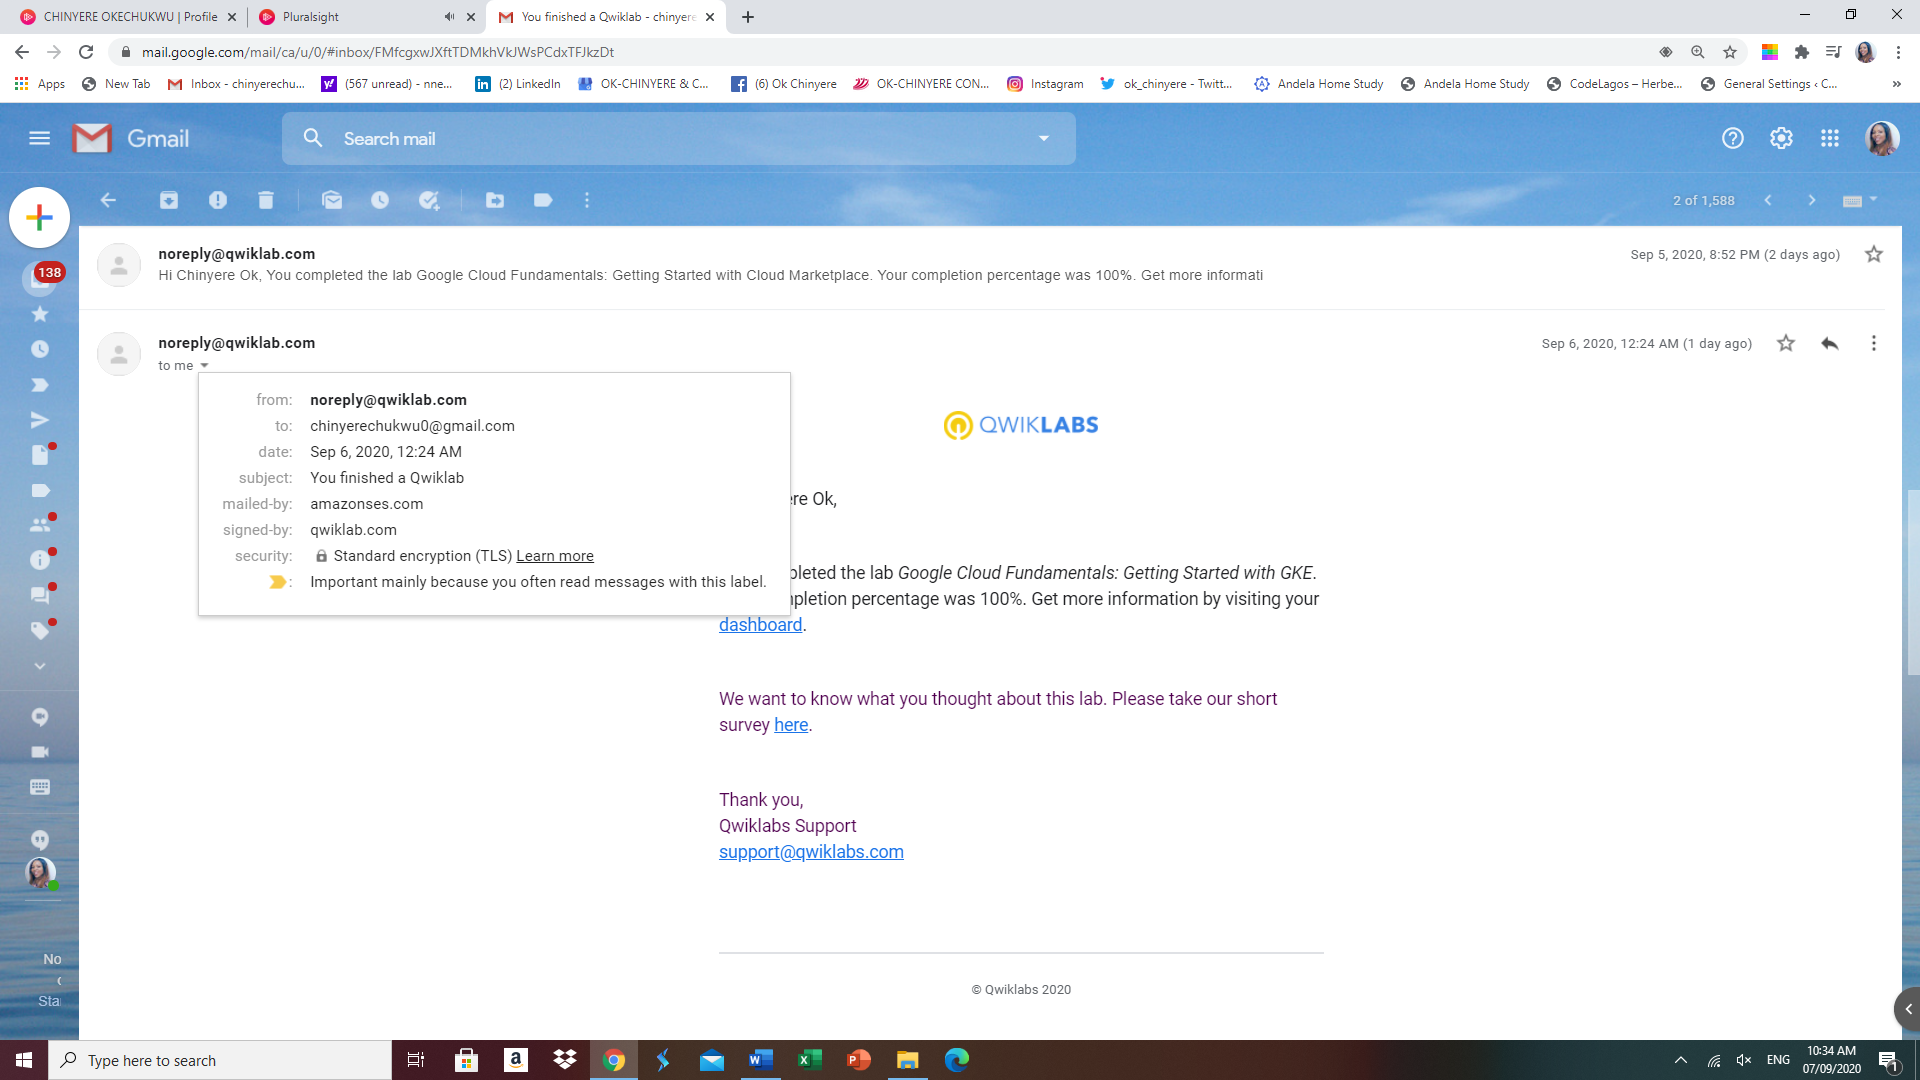 CHINYERE OKECHUKWU | Profile
Pluralsight
You finished a Qwiklab - chinyere
mail.google.com/mail/ca/u/0/#inbox/FMfcgxwJXftTDMkhVkJWsPCdxTFJkzDt
Apps
New Tab
Inbox - chinyerechu...
(567 unread) - nne...
(2) LinkedIn
OK-CHINYERE & C...
(6) Ok Chinyere
OK-CHINYERE CON...
Instagram
ok_chinyere - Twitt...
Andela Home Study
Andela Home Study
CodeLagos – Herbe...
General Settings ‹ C...
Gmail
Search mail
2 of 1,588
138
noreply@qwiklab.com
Sep 5, 2020, 8:52 PM (2 days ago)
Hi Chinyere Ok, You completed the lab Google Cloud Fundamentals: Getting Started with Cloud Marketplace. Your completion percentage was 100%. Get more informati
noreply@qwiklab.com
Sep 6, 2020, 12:24 AM (1 day ago)
to me
from: noreply@qwiklab.com
to: chinyerechukwu0@gmail.com
date: Sep 6, 2020, 12:24 AM
subject: You finished a Qwiklab
mailed-by: amazonses.com
signed-by: qwiklab.com
security: Standard encryption (TLS) Learn more
: Important mainly because you often read messages with this label.
QWIKLABS
re Ok,
pleted the lab Google Cloud Fundamentals: Getting Started with GKE.
mpletion percentage was 100%. Get more information by visiting your
dashboard.
We want to know what you thought about this lab. Please take our short
survey here.
Thank you,
Qwiklabs Support
support@qwiklabs.com
No
Sta
© Qwiklabs 2020
Type here to search
ENG
10:34 AM
07/09/2020
1